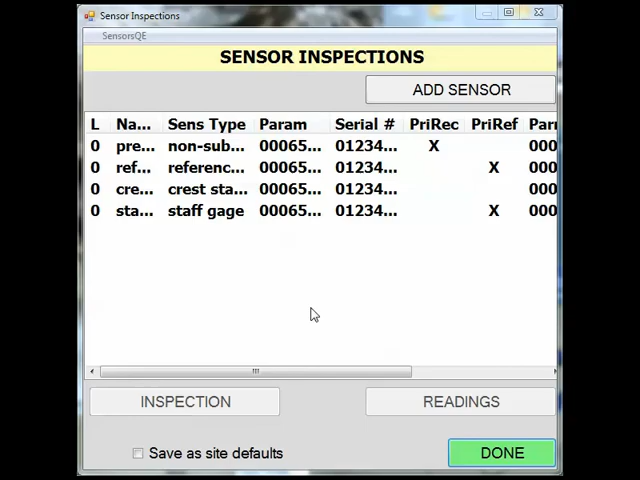 Sensor Inspections
SensorsQE
SENSOR INSPECTIONS
ADD SENSOR
L Na... Sens Type Param Serial # PriRec PriRef Parr
0 pre... non-sub... 00065... 01234... X 000
0 ref... referenc... 00065... 01234... X 000
0 cre... crest sta... 00065... 01234... 000
0 sta... staff gage 00065... 01234... X 000
INSPECTION READINGS
Save as site defaults DONE